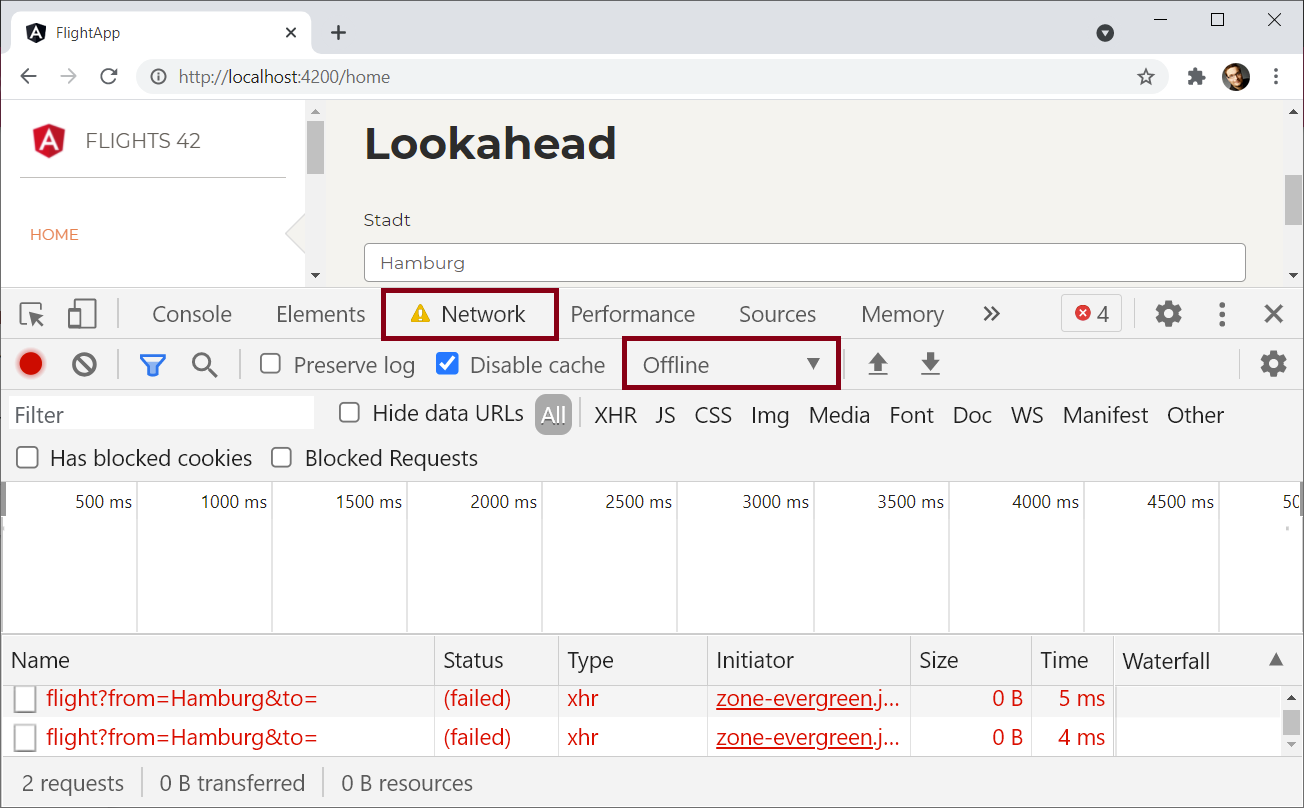 FlightApp
http://localhost:4200/home
FLIGHTS 42
Lookahead
Stadt
HOME
Hamburg
Console Elements Network Performance Sources Memory 4
Preserve log Disable cache Offline
Filter Hide data URLs All XHR JS CSS Img Media Font Doc WS Manifest Other
Has blocked cookies Blocked Requests
500 ms 1000 ms 1500 ms 2000 ms 2500 ms 3000 ms 3500 ms 4000 ms 4500 ms 50
Name Status Type Initiator Size Time Waterfall
flight?from=Hamburg&to= (failed) xhr zone-evergreen.j... 0 B 5 ms
flight?from=Hamburg&to= (failed) xhr zone-evergreen.j... 0 B 4 ms
2 requests 0 B transferred 0 B resources